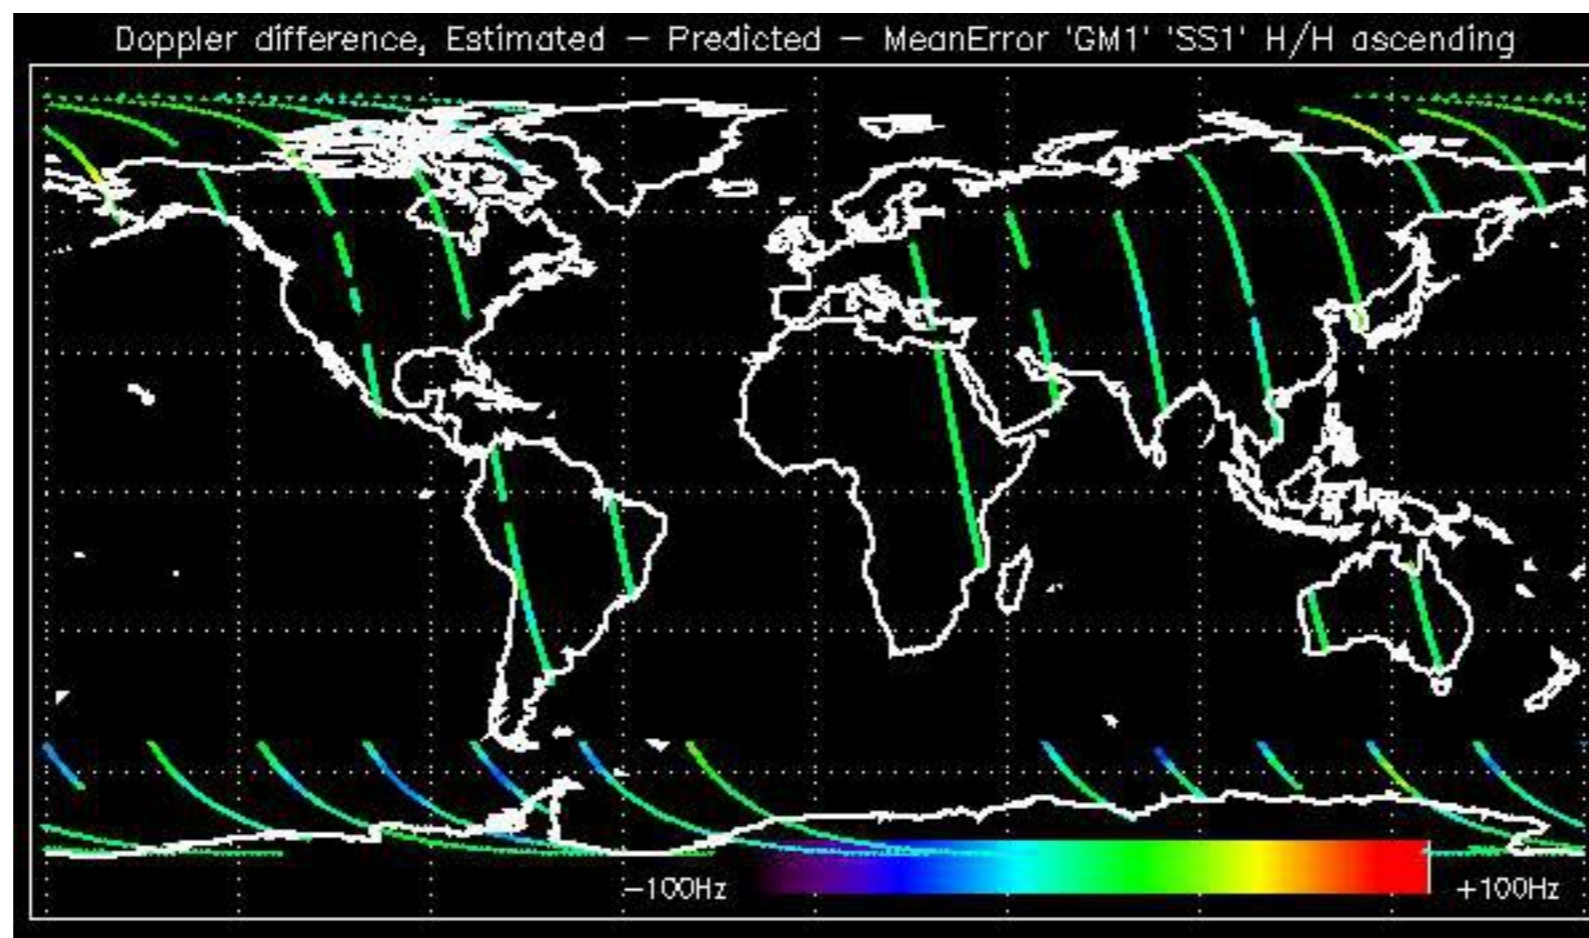 Doppler difference, Estimated – Predicted – MeanError 'GM1' 'SS1' H/H ascending
–100Hz +100Hz